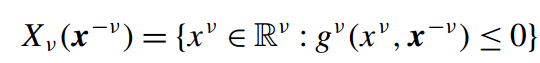 X_ν(𝒙^{−ν}) = {x^ν ∈ ℝ^ν : g^ν(x^ν, 𝒙^{−ν}) ≤ 0}